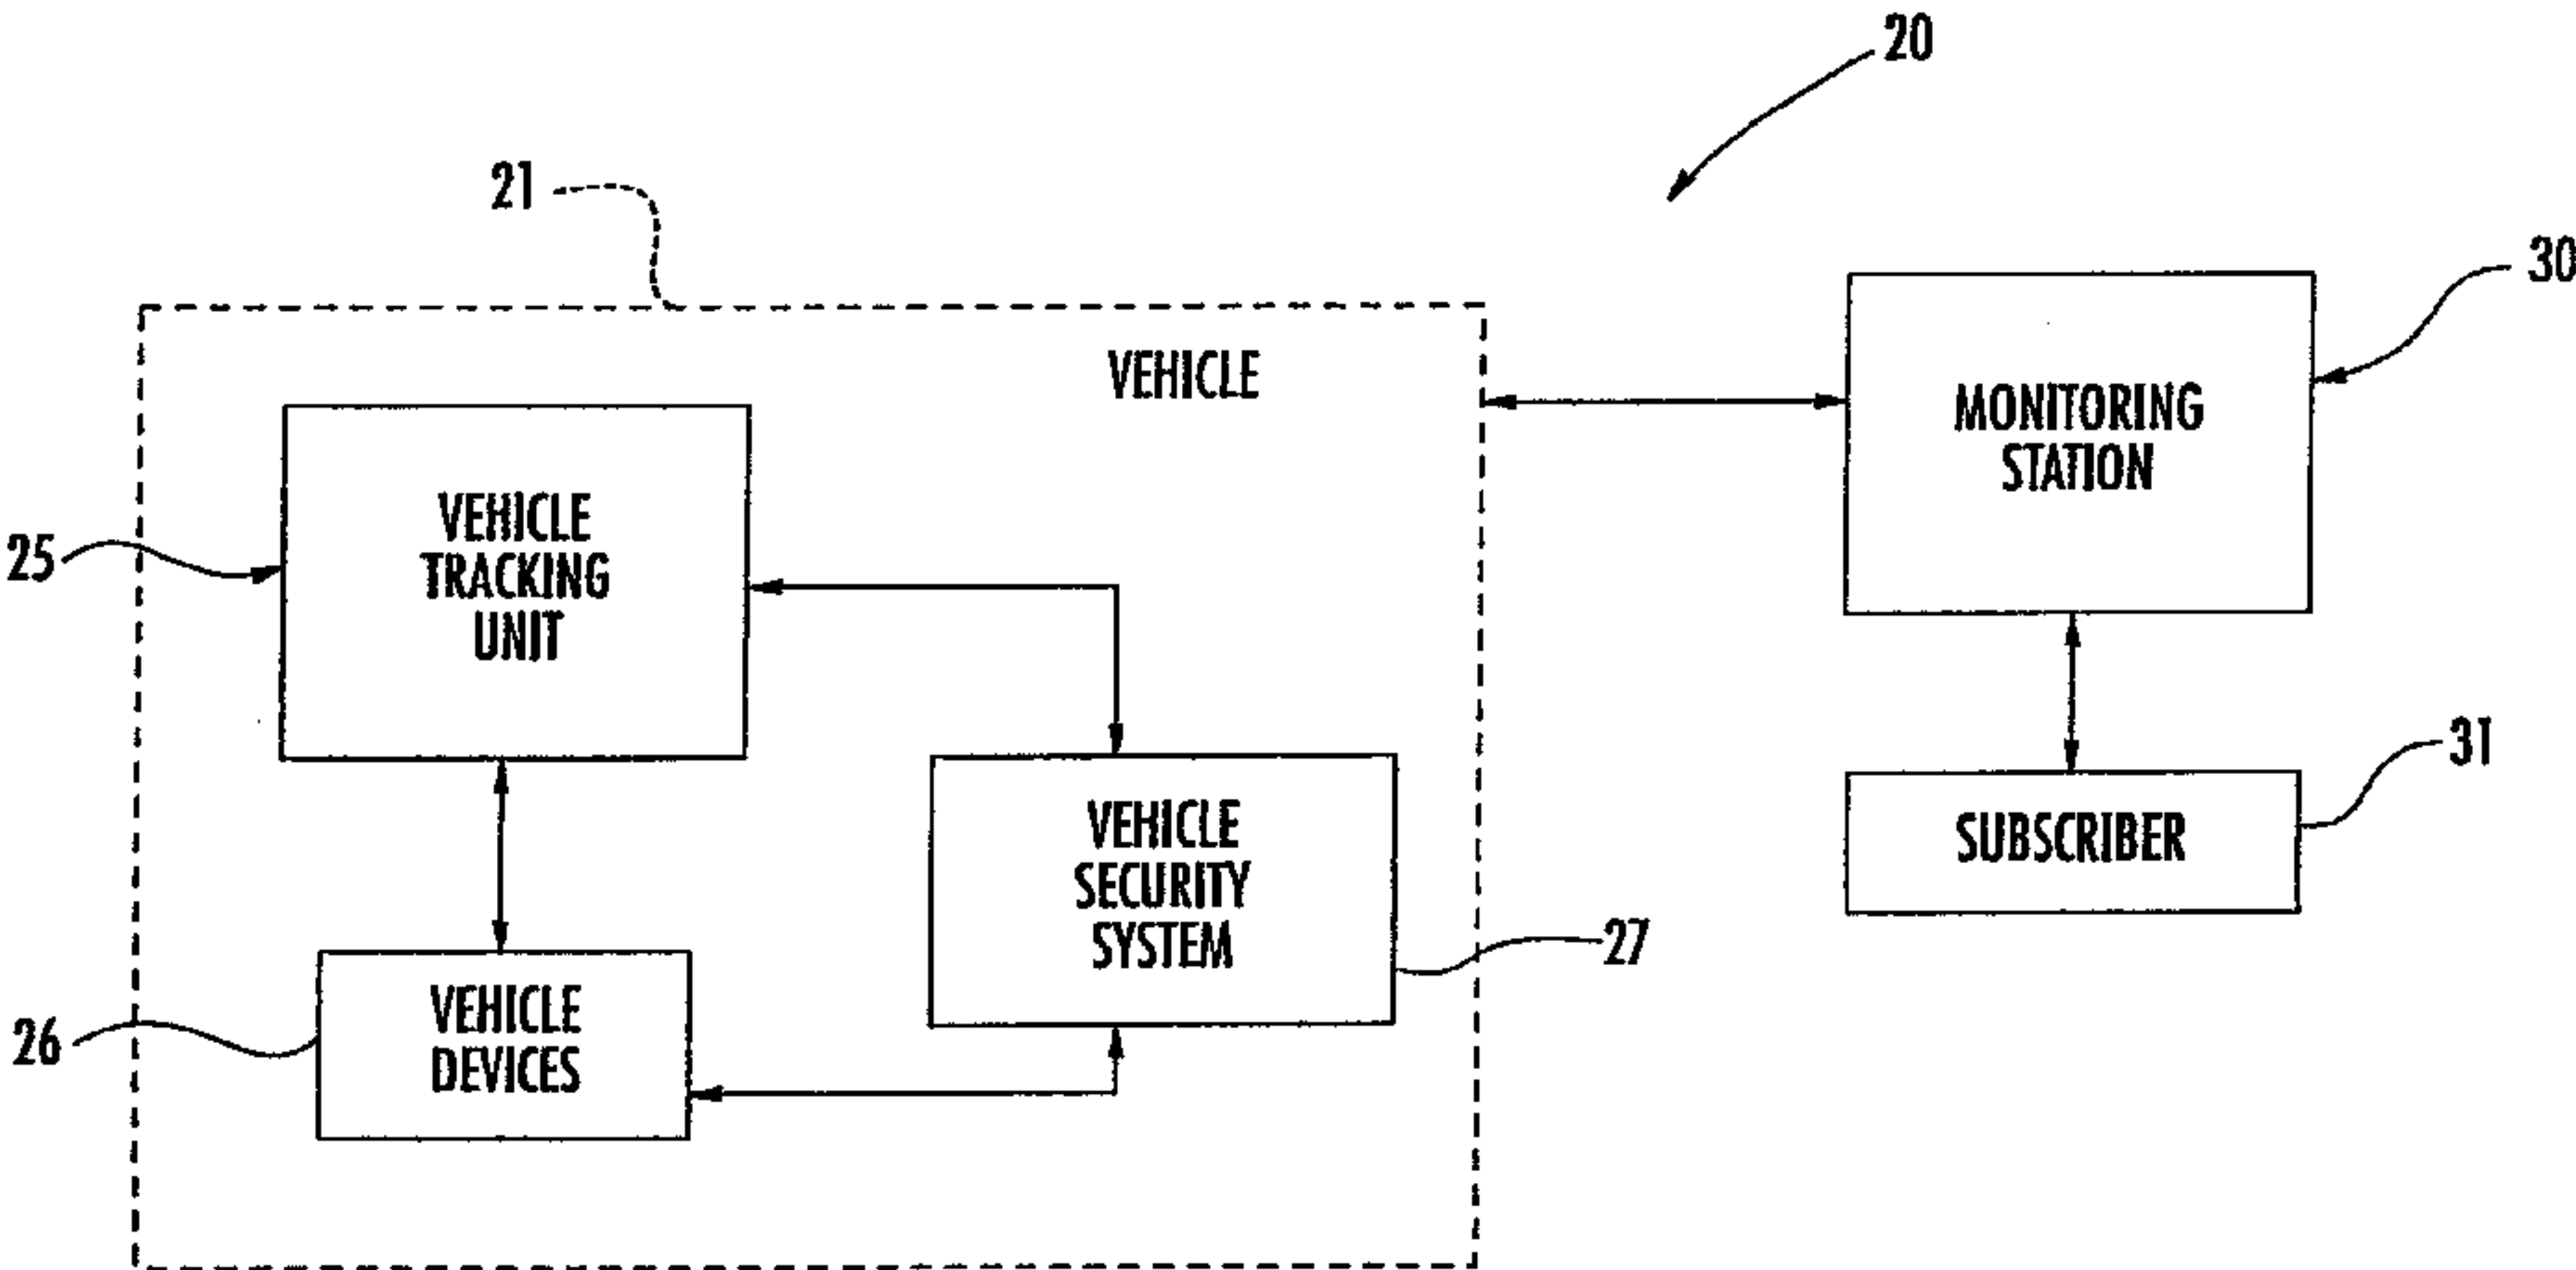 20
21
30
VEHICLE
MONITORING
STATION
VEHICLE
TRACKING
UNIT
25
31
SUBSCRIBER
VEHICLE
SECURITY
SYSTEM
27
VEHICLE
DEVICES
26